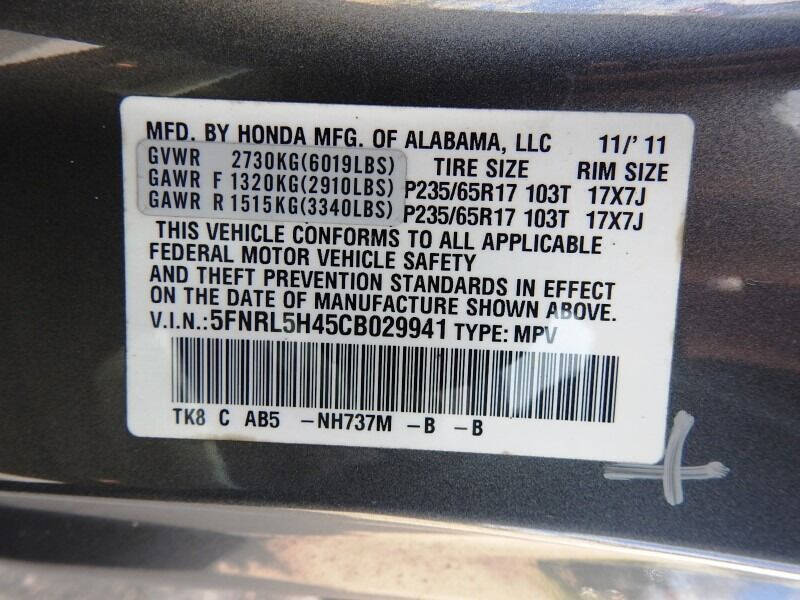 MFD. BY HONDA MFG. OF ALABAMA, LLC 11/'11
GVWR 2730KG(6019LBS) TIRE SIZE RIM SIZE
GAWR F 1320KG(2910LBS) P235/65R17 103T 17X7J
GAWR R 1515KG(3340LBS) P235/65R17 103T 17X7J
THIS VEHICLE CONFORMS TO ALL APPLICABLE
FEDERAL MOTOR VEHICLE SAFETY
AND THEFT PREVENTION STANDARDS IN EFFECT
ON THE DATE OF MANUFACTURE SHOWN ABOVE.
V.I.N.:5FNRL5H45CB029941 TYPE: MPV
TK8 C AB5 -NH737M -B -B